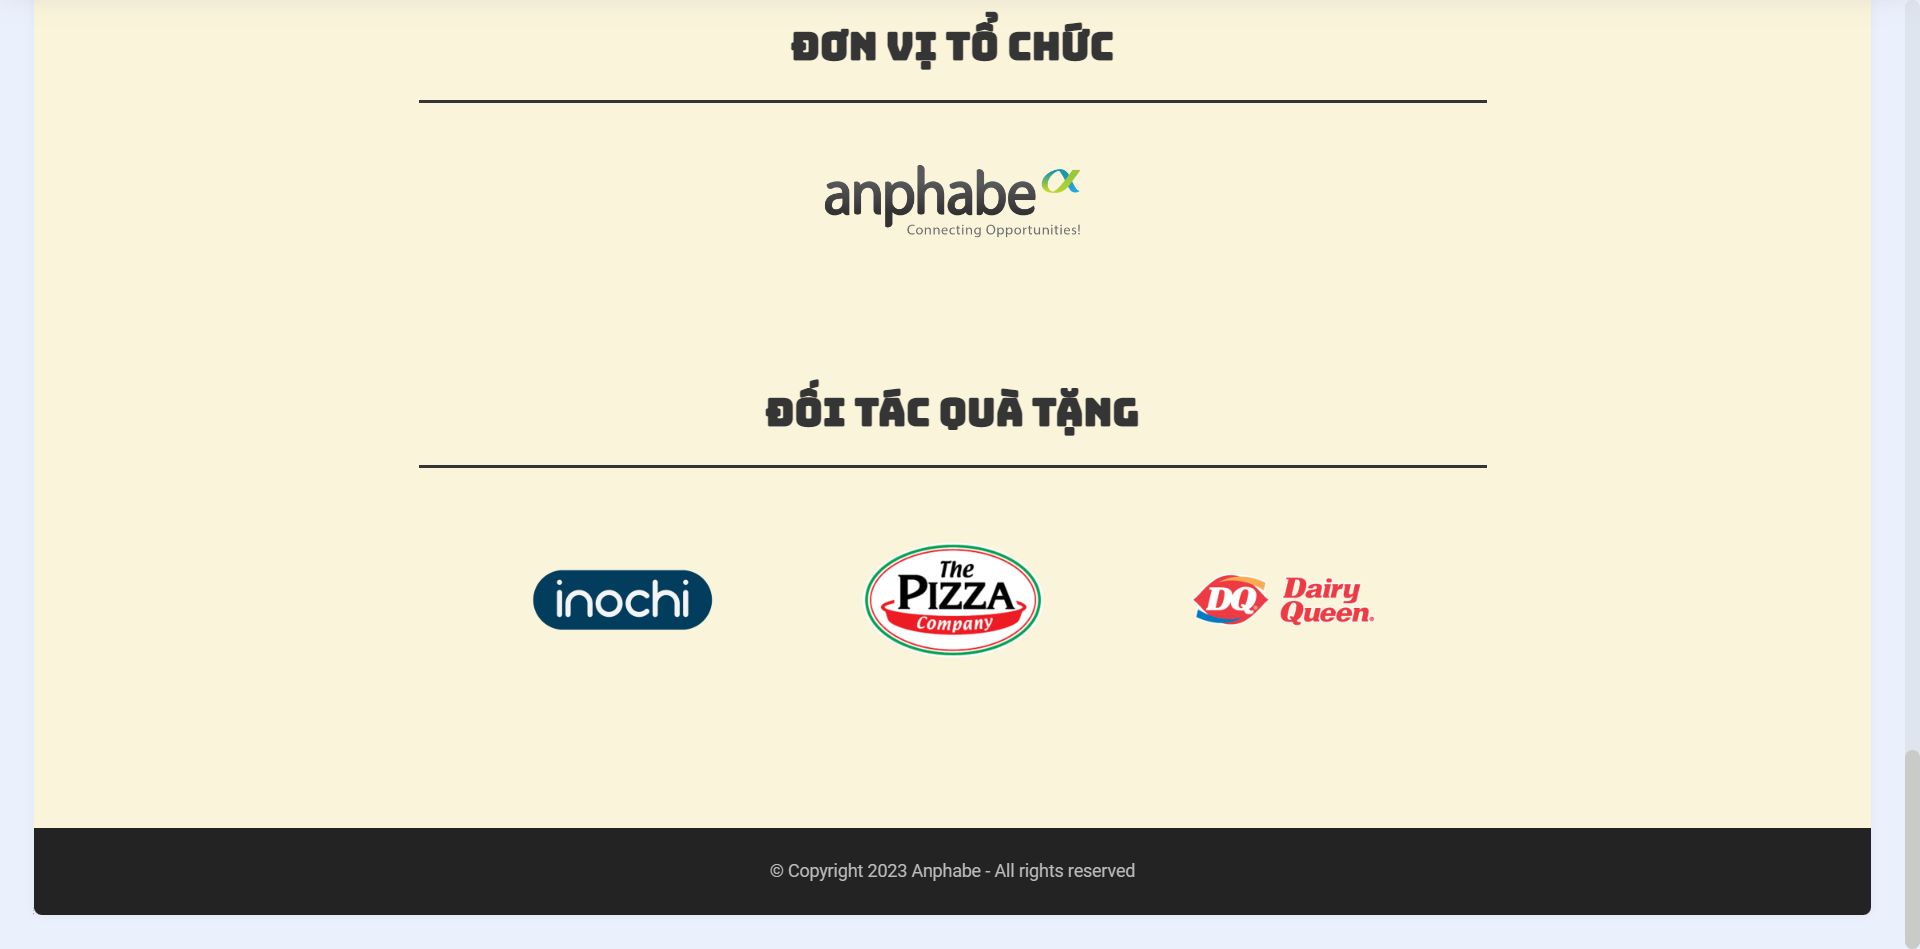 ĐƠN VỊ TỔ CHỨC
anphabe
Connecting Opportunities!
ĐỐI TÁC QUÀ TẶNG
inochi
The
PIZZA
Company
DQ
Dairy
Queen®
© Copyright 2023 Anphabe - All rights reserved